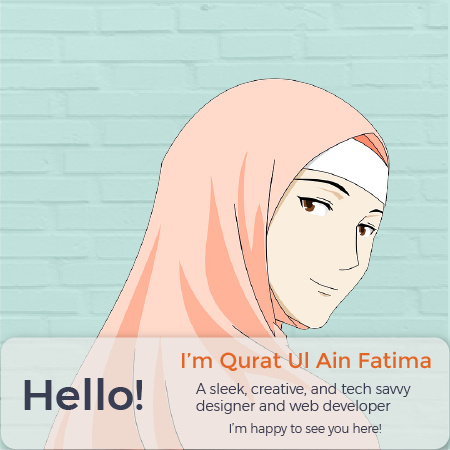 I'm Qurat Ul Ain Fatima
Hello!
A sleek, creative, and tech savvy
designer and web developer
I'm happy to see you here!